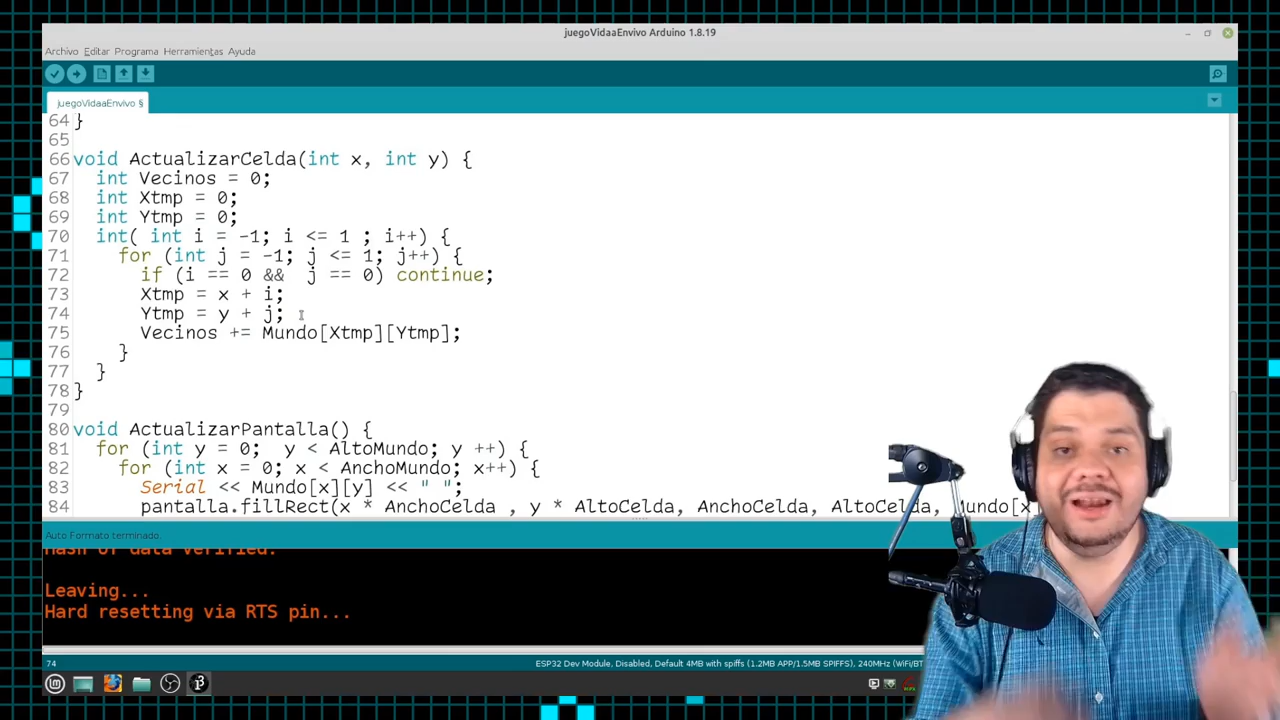 juegoVidaaEnvivo Arduino 1.8.19
Archivo Editar Programa Herramientas Ayuda
juegoVidaaEnvivo §
64 }
65
66 void ActualizarCelda(int x, int y) {
67 int Vecinos = 0;
68 int Xtmp = 0;
69 int Ytmp = 0;
70 int( int i = -1; i <= 1 ; i++) {
71 for (int j = -1; j <= 1; j++) {
72 if (i == 0 && j == 0) continue;
73 Xtmp = x + i;
74 Ytmp = y + j;
75 Vecinos += Mundo[Xtmp][Ytmp];
76 }
77 }
78 }
79
80 void ActualizarPantalla() {
81 for (int y = 0; y < AltoMundo; y ++) {
82 for (int x = 0; x < AnchoMundo; x++) {
83 Serial << Mundo[x][y] << " ";
84 pantalla.fillRect(x * AnchoCelda , y * AltoCelda, AnchoCelda, AltoCelda, Mundo[x]
Auto Formato terminado.
Hash of data verified.
Leaving...
Hard resetting via RTS pin...
74
ESP32 Dev Module, Disabled, Default 4MB with spiffs (1.2MB APP/1.5MB SPIFFS), 240MHz (WiFi/BT